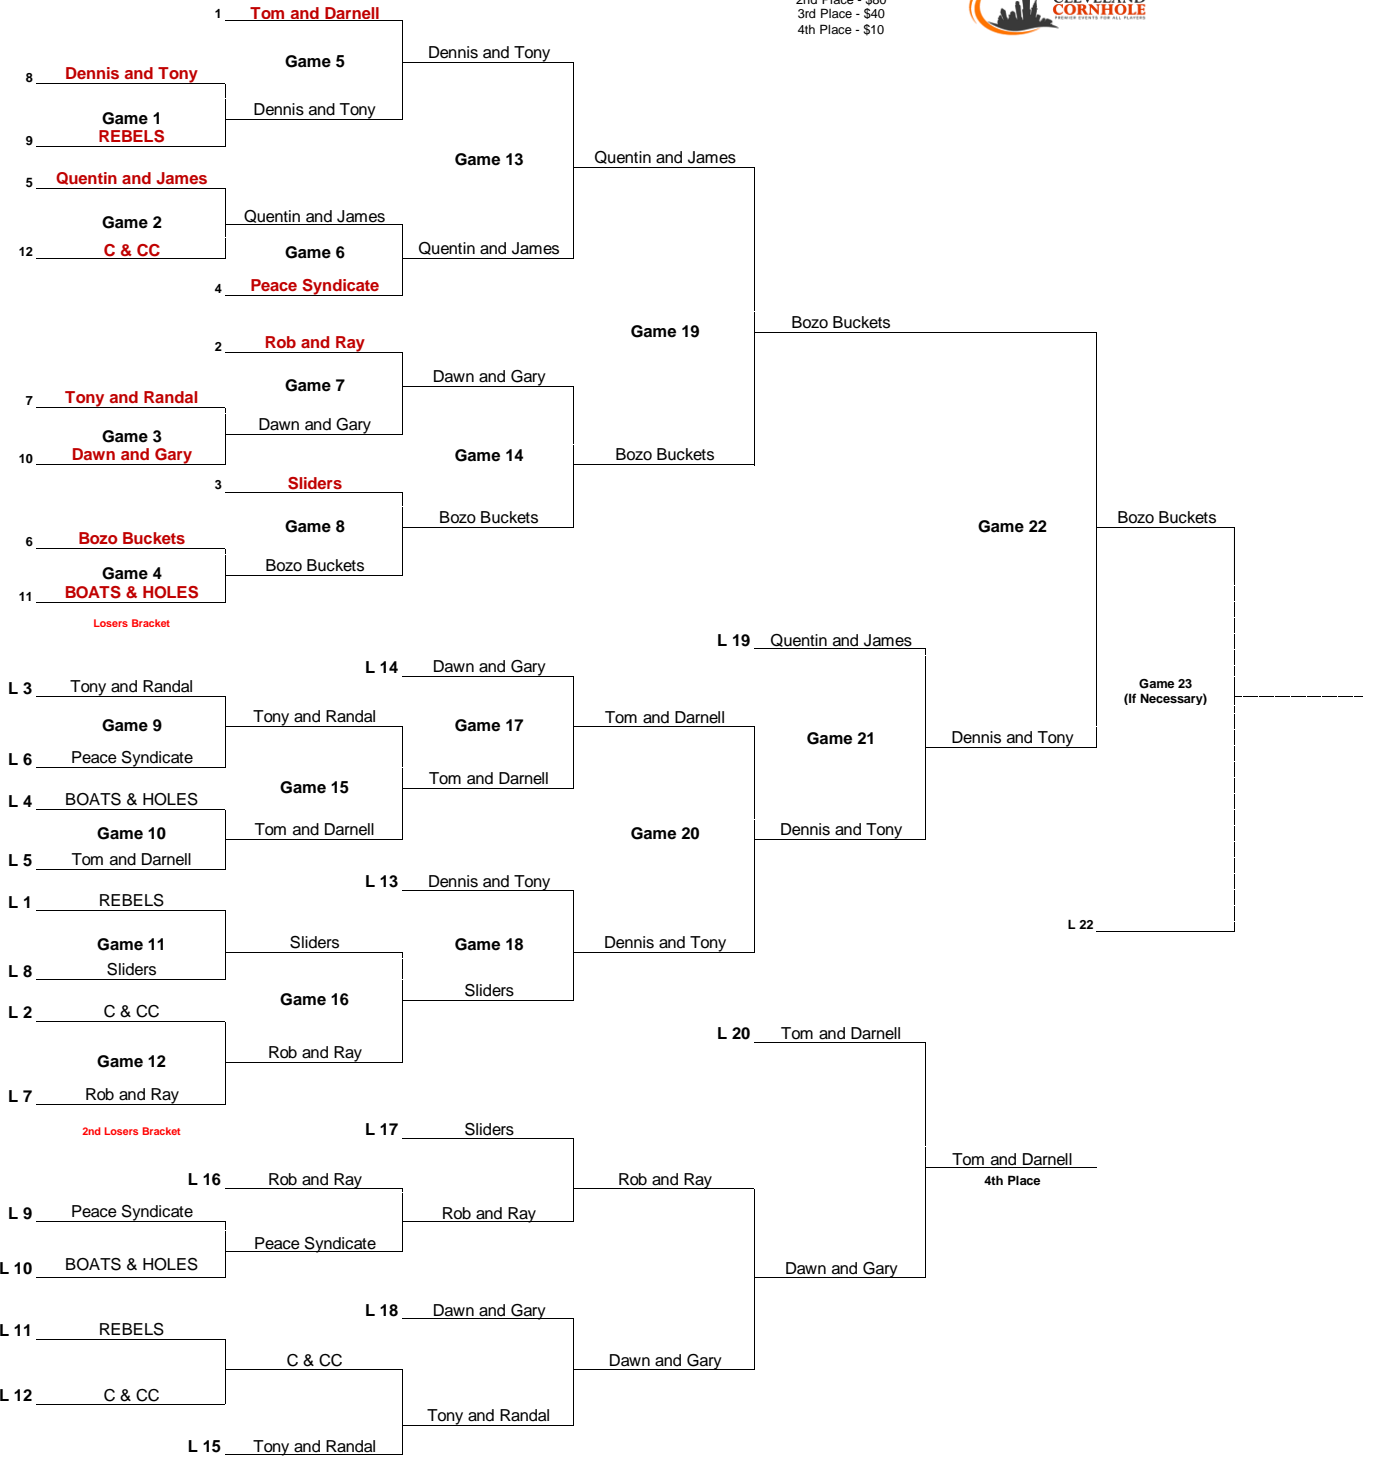 2nd Place - $80
3rd Place - $40
4th Place - $10
CLEVELAND
CORNHOLE
PREMIER EVENTS FOR ALL PLAYERS
1 Tom and Darnell
Game 5
Dennis and Tony
8 Dennis and Tony
Dennis and Tony
Game 1
9 REBELS
Game 13
Quentin and James
5 Quentin and James
Game 2
Quentin and James
12 C & CC
Game 6
Quentin and James
4 Peace Syndicate
Game 19
Bozo Buckets
2 Rob and Ray
Game 7
Dawn and Gary
7 Tony and Randal
Dawn and Gary
Game 3
10 Dawn and Gary
Game 14
Bozo Buckets
3 Sliders
Game 8
Bozo Buckets
Game 22
Bozo Buckets
6 Bozo Buckets
Bozo Buckets
Game 4
11 BOATS & HOLES
Losers Bracket
L 19 Quentin and James
L 14 Dawn and Gary
L 3 Tony and Randal
Game 23
(If Necessary)
Game 9
Tony and Randal
Game 17
Tom and Darnell
Game 21
Dennis and Tony
L 6 Peace Syndicate
Game 15
Tom and Darnell
L 4 BOATS & HOLES
Game 10
Tom and Darnell
Game 20
Dennis and Tony
L 5 Tom and Darnell
L 13 Dennis and Tony
L 1 REBELS
L 22
Game 11
Sliders
Game 18
Dennis and Tony
L 8 Sliders
Game 16
Sliders
L 2 C & CC
L 20 Tom and Darnell
Game 12
Rob and Ray
L 7 Rob and Ray
2nd Losers Bracket
L 17 Sliders
Tom and Darnell
4th Place
L 16 Rob and Ray
Rob and Ray
L 9 Peace Syndicate
Rob and Ray
Peace Syndicate
L 10 BOATS & HOLES
Dawn and Gary
L 18 Dawn and Gary
L 11 REBELS
C & CC
Dawn and Gary
L 12 C & CC
Tony and Randal
L 15 Tony and Randal